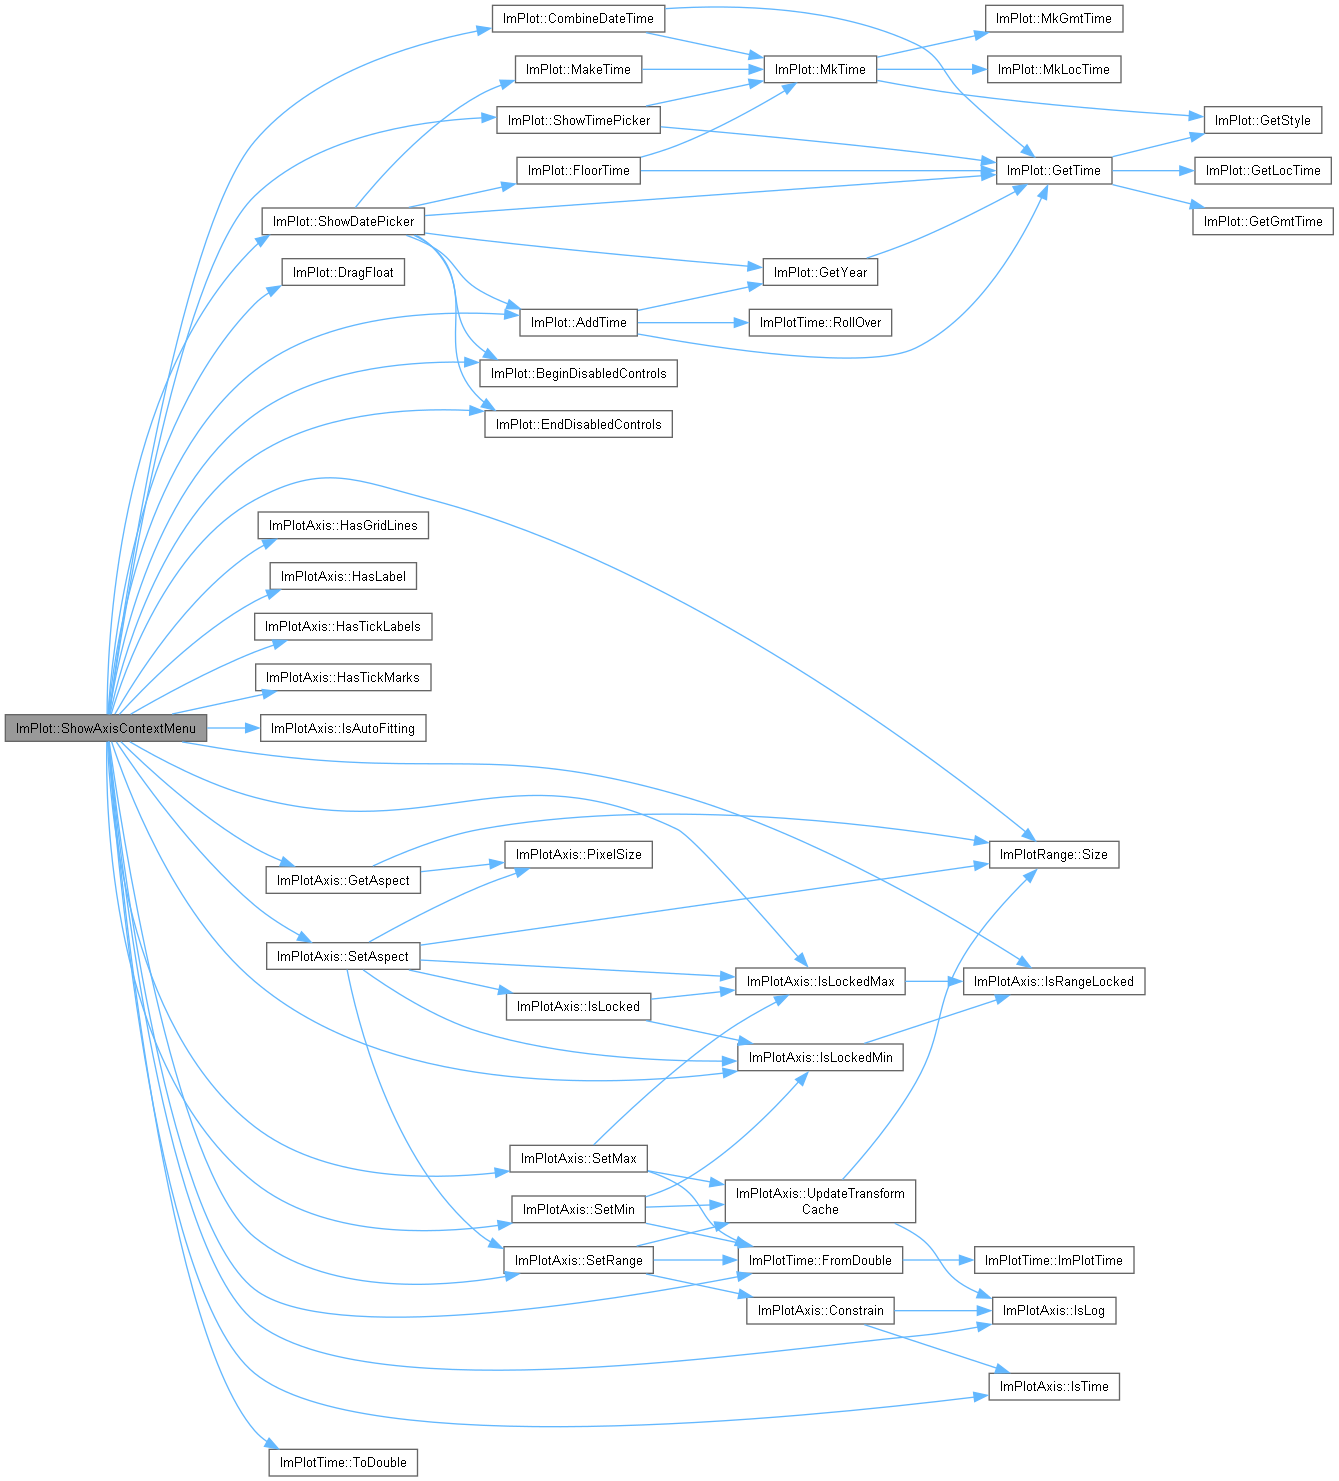 ImPlot::CombineDateTime
ImPlot::MkGmtTime
ImPlot::MakeTime
ImPlot::MkTime
ImPlot::MkLocTime
ImPlot::ShowTimePicker
ImPlot::GetStyle
ImPlot::FloorTime
ImPlot::GetTime
ImPlot::GetLocTime
ImPlot::ShowDatePicker
ImPlot::GetGmtTime
ImPlot::DragFloat
ImPlot::GetYear
ImPlot::AddTime
ImPlotTime::RollOver
ImPlot::BeginDisabledControls
ImPlot::EndDisabledControls
ImPlotAxis::HasGridLines
ImPlotAxis::HasLabel
ImPlotAxis::HasTickLabels
ImPlotAxis::HasTickMarks
ImPlot::ShowAxisContextMenu
ImPlotAxis::IsAutoFitting
ImPlotAxis::PixelSize
ImPlotRange::Size
ImPlotAxis::GetAspect
ImPlotAxis::SetAspect
ImPlotAxis::IsLockedMax
ImPlotAxis::IsRangeLocked
ImPlotAxis::IsLocked
ImPlotAxis::IsLockedMin
ImPlotAxis::SetMax
ImPlotAxis::UpdateTransform
Cache
ImPlotAxis::SetMin
ImPlotAxis::SetRange
ImPlotTime::FromDouble
ImPlotTime::ImPlotTime
ImPlotAxis::Constrain
ImPlotAxis::IsLog
ImPlotAxis::IsTime
ImPlotTime::ToDouble